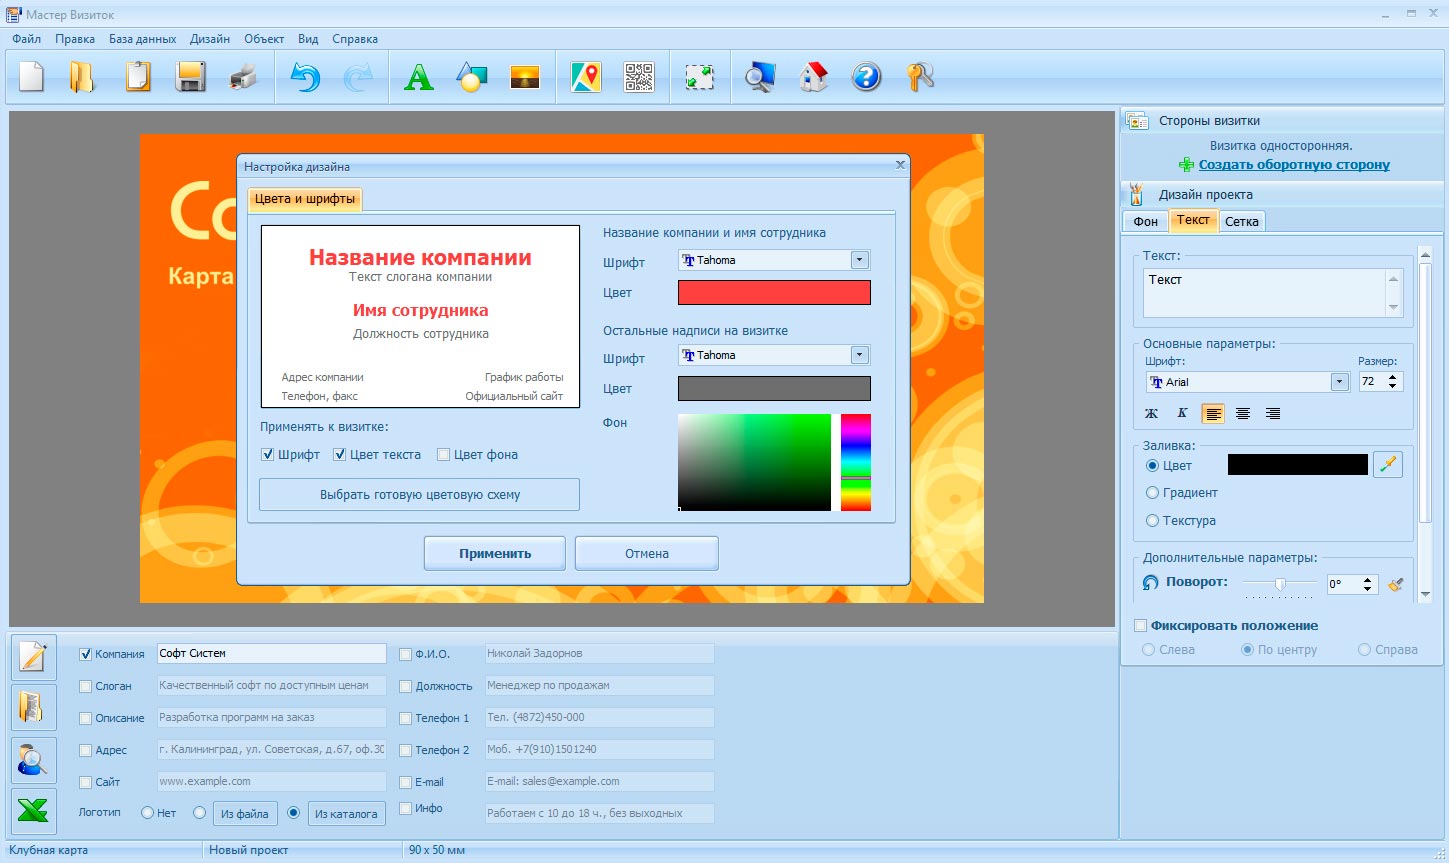 Мастер Визиток
Файл Правка База данных Дизайн Объект Вид Справка
Со
Карта
Настройка дизайна
Цвета и шрифты
Название компании
Текст слогана компании
Имя сотрудника
Должность сотрудника
Адрес компании График работы
Телефон, факс Официальный сайт
Применять к визитке:
Шрифт Цвет текста Цвет фона
Выбрать готовую цветовую схему
Название компании и имя сотрудника
Шрифт Tahoma
Цвет
Остальные надписи на визитке
Шрифт Tahoma
Цвет
Фон
Применить Отмена
Стороны визитки
Визитка односторонняя.
Создать оборотную сторону
Дизайн проекта
Фон Текст Сетка
Текст:
Текст
Основные параметры:
Шрифт: Размер:
Arial 72
Ж К
Заливка:
Цвет
Градиент
Текстура
Дополнительные параметры:
Поворот: 0°
Фиксировать положение
Слева По центру Справа
Компания Софт Систем Ф.И.О. Николай Задорнов
Слоган Качественный софт по доступным ценам Должность Менеджер по продажам
Описание Разработка программ на заказ Телефон 1 Тел. (4872)450-000
Адрес г. Калининград, ул. Советская, д.67, оф.30 Телефон 2 Моб. +7(910)1501240
Сайт www.example.com E-mail E-mail: sales@example.com
Логотип Нет Из файла Из каталога Инфо Работаем с 10 до 18 ч., без выходных
Клубная карта Новый проект 90 x 50 мм